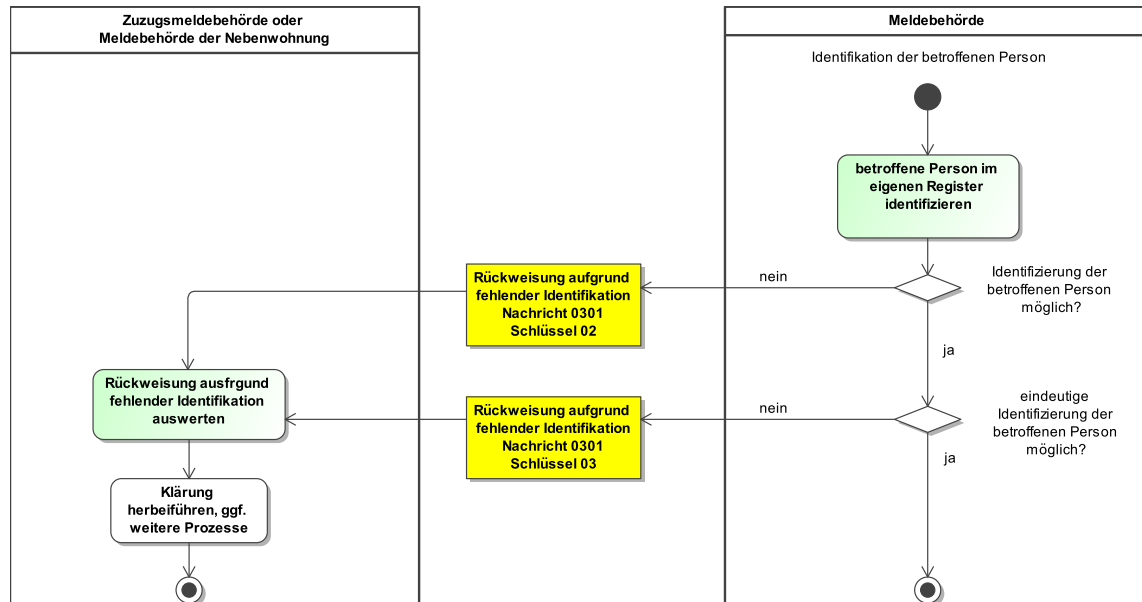 Zuzugsmeldebehörde oder
Meldebehörde der Nebenwohnung
Meldebehörde
Identifikation der betroffenen Person
betroffene Person im
eigenen Register
identifizieren
Identifizierung der
betroffenen Person
möglich?
nein
Rückweisung aufgrund
fehlender Identifikation
Nachricht 0301
Schlüssel 02
ja
eindeutige
Identifizierung der
betroffenen Person
möglich?
nein
Rückweisung aufgrund
fehlender Identifikation
Nachricht 0301
Schlüssel 03
ja
Rückweisung ausfrgund
fehlender Identifikation
auswerten
Klärung
herbeiführen, ggf.
weitere Prozesse